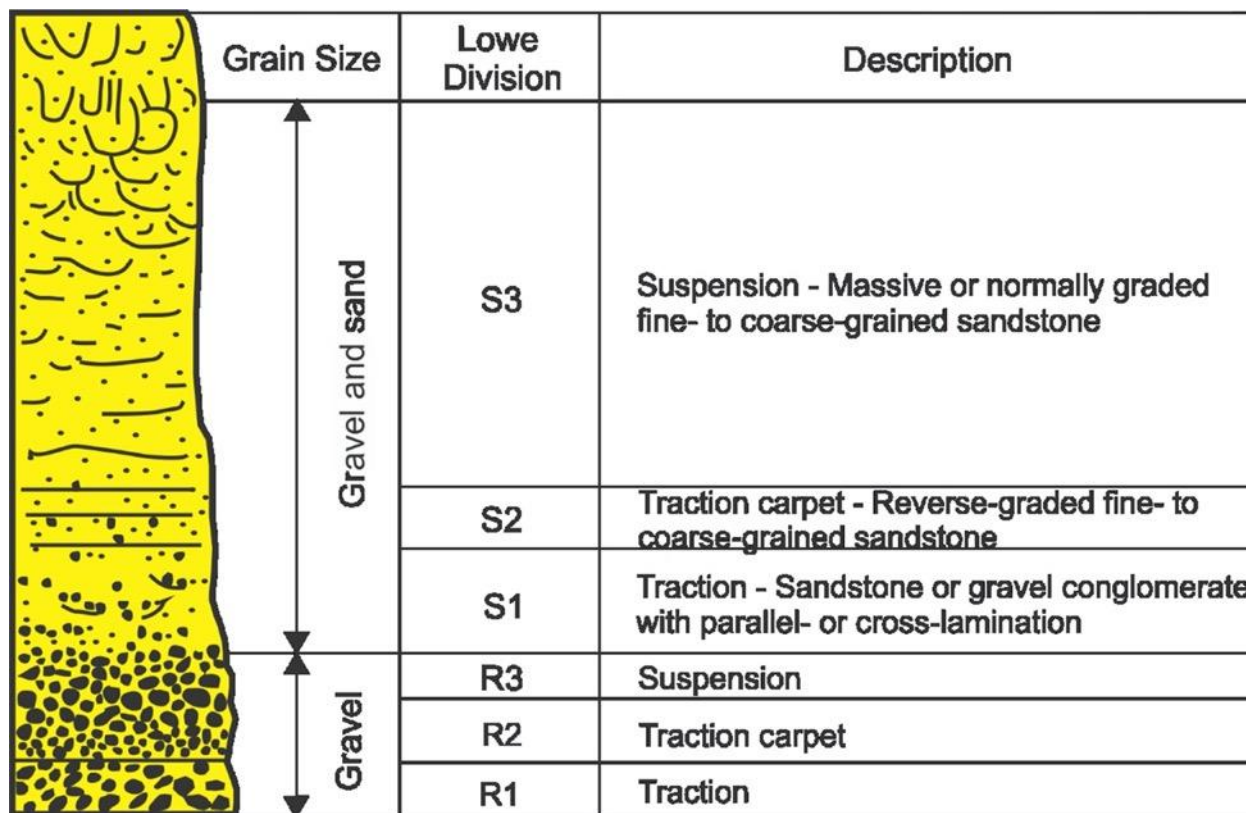 Grain Size
Lowe
Division
Description
Gravel and sand
S3
Suspension - Massive or normally graded
fine- to coarse-grained sandstone
S2
Traction carpet - Reverse-graded fine- to
coarse-grained sandstone
S1
Traction - Sandstone or gravel conglomerate
with parallel- or cross-lamination
Gravel
R3
Suspension
R2
Traction carpet
R1
Traction